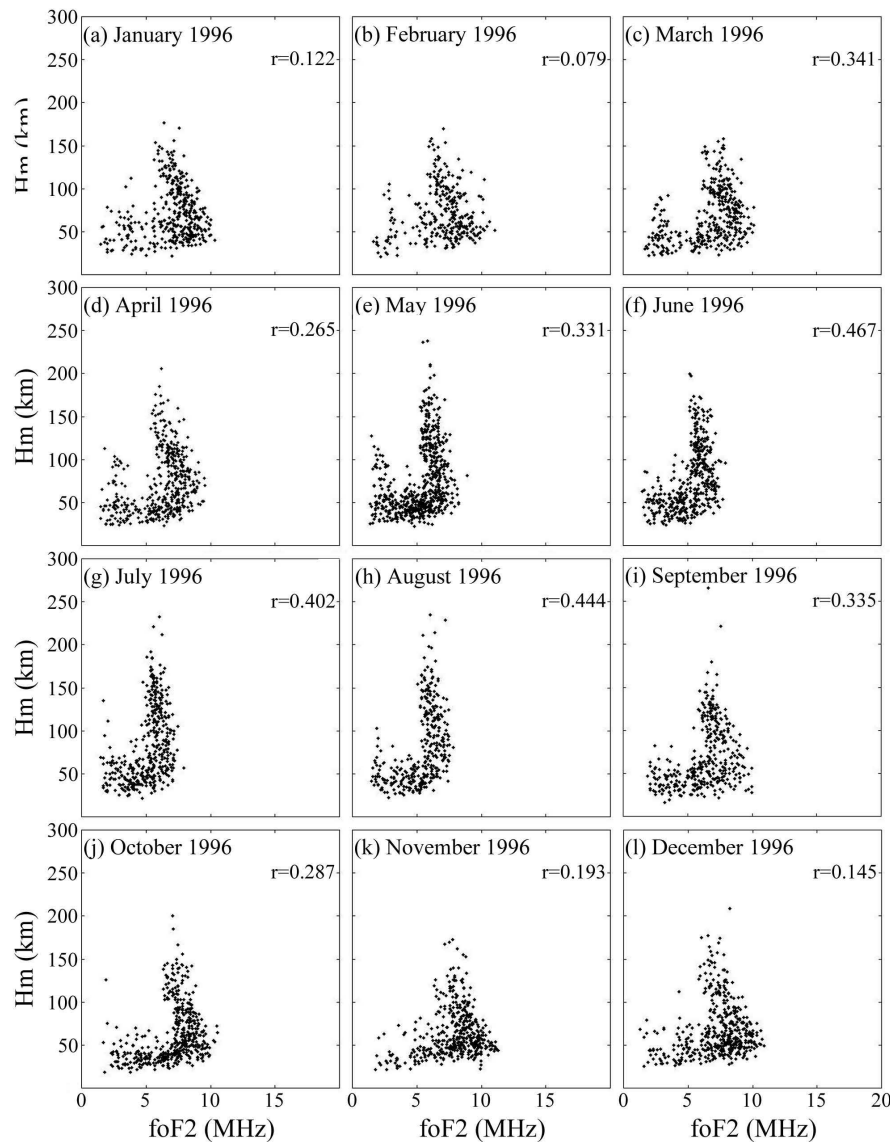 300
250
200
150
100
50
Hm (km)
(a) January 1996
r=0.122
(b) February 1996
r=0.079
(c) March 1996
r=0.341
300
250
200
150
100
50
Hm (km)
(d) April 1996
r=0.265
(e) May 1996
r=0.331
(f) June 1996
r=0.467
300
250
200
150
100
50
Hm (km)
(g) July 1996
r=0.402
(h) August 1996
r=0.444
(i) September 1996
r=0.335
300
250
200
150
100
50
Hm (km)
(j) October 1996
r=0.287
(k) November 1996
r=0.193
(l) December 1996
r=0.145
0 5 10 15 0 5 10 15 0 5 10 15 20
foF2 (MHz) foF2 (MHz) foF2 (MHz)